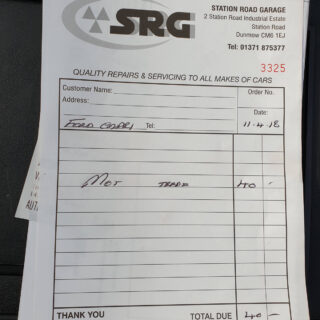 SRG
STATION ROAD GARAGE
2 Station Road Industrial Estate
Station Road
Dunmow CM6 1EJ
Tel: 01371 875377
3325
QUALITY REPAIRS & SERVICING TO ALL MAKES OF CARS
Customer Name: Order No.
Address:
Date:
FORD CAPRI Tel: 11-4-18
MOT TRADE 40 -
THANK YOU TOTAL DUE 40 -